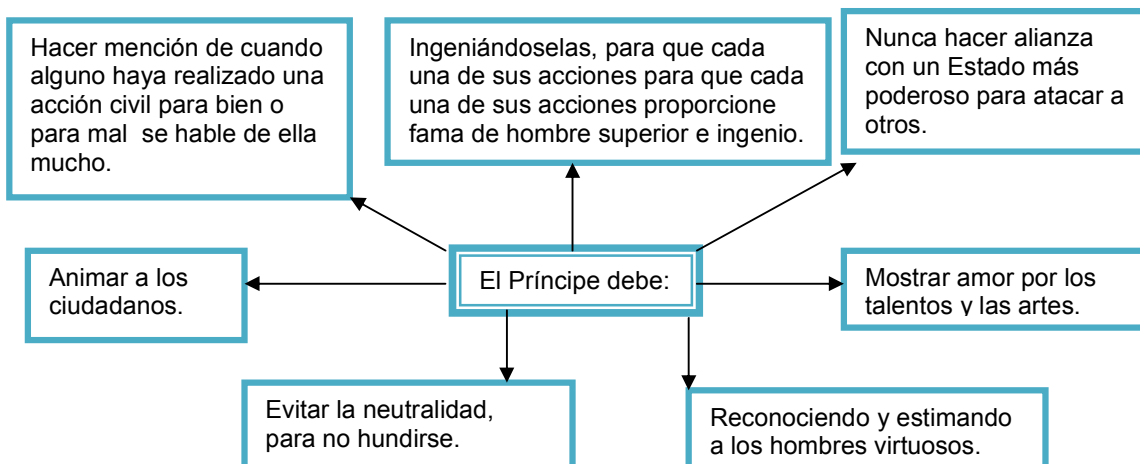 Hacer mención de cuando
alguno haya realizado una
acción civil para bien o
para mal  se hable de ella
mucho.
Ingeniándoselas, para que cada
una de sus acciones para que cada
una de sus acciones proporcione
fama de hombre superior e ingenio.
Nunca hacer alianza
con un Estado más
poderoso para atacar a
otros.
Animar a los
ciudadanos.
El Príncipe debe:
Mostrar amor por los
talentos y las artes.
Evitar la neutralidad,
para no hundirse.
Reconociendo y estimando
a los hombres virtuosos.